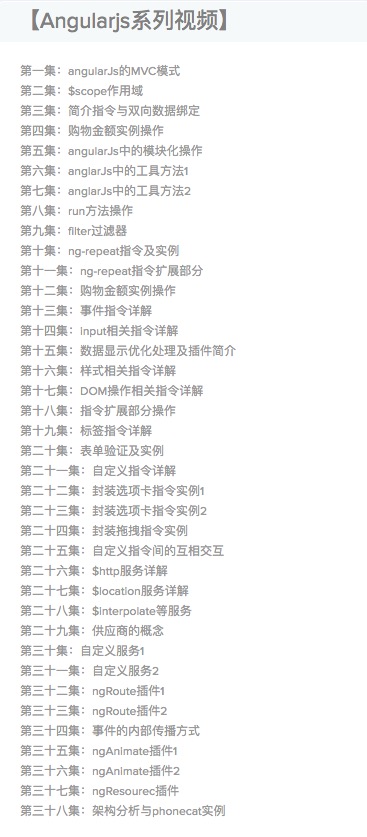 【Angularjs系列视频】
第一集：angularJs的MVC模式
第二集：$scope作用域
第三集：简介指令与双向数据绑定
第四集：购物金额实例操作
第五集：angularJs中的模块化操作
第六集：anglarJs中的工具方法1
第七集：anglarJs中的工具方法2
第八集：run方法操作
第九集：filter过滤器
第十集：ng-repeat指令及实例
第十一集：ng-repeat指令扩展部分
第十二集：购物金额实例操作
第十三集：事件指令详解
第十四集：input相关指令详解
第十五集：数据显示优化处理及插件简介
第十六集：样式相关指令详解
第十七集：DOM操作相关指令详解
第十八集：指令扩展部分操作
第十九集：标签指令详解
第二十集：表单验证及实例
第二十一集：自定义指令详解
第二十二集：封装选项卡指令实例1
第二十三集：封装选项卡指令实例2
第二十四集：封装拖拽指令实例
第二十五集：自定义指令间的互相交互
第二十六集：$http服务详解
第二十七集：$location服务详解
第二十八集：$interpolate等服务
第二十九集：供应商的概念
第三十集：自定义服务1
第三十一集：自定义服务2
第三十二集：ngRoute插件1
第三十三集：ngRoute插件2
第三十四集：事件的内部传播方式
第三十五集：ngAnimate插件1
第三十六集：ngAnimate插件2
第三十七集：ngResourec插件
第三十八集：架构分析与phonecat实例